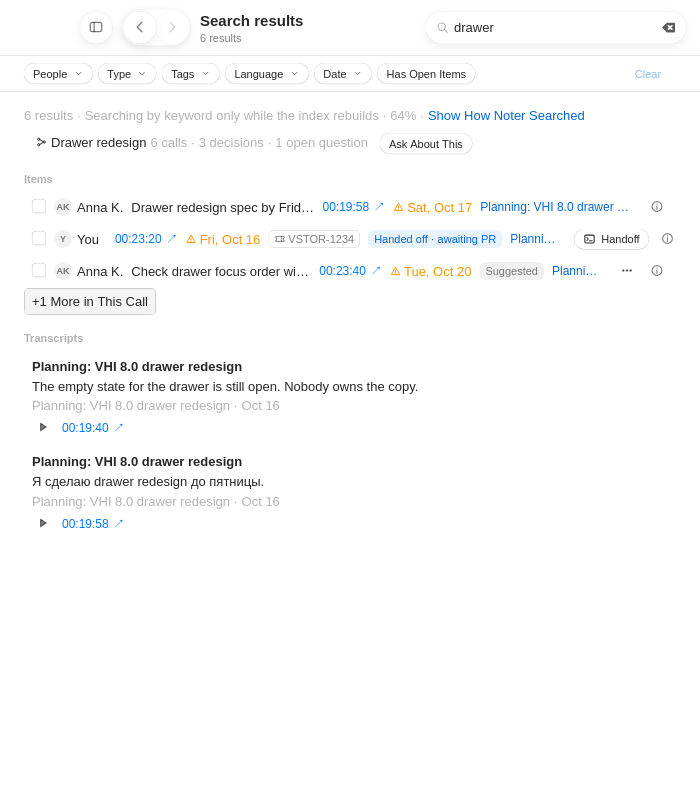 Search results
6 results
drawer
People Type Tags Language Date Has Open Items Clear
6 results · Searching by keyword only while the index rebuilds · 64% · Show How Noter Searched
Drawer redesign 6 calls · 3 decisions · 1 open question Ask About This
Items
AK Anna K. Drawer redesign spec by Frid… 00:19:58 ↗ Sat, Oct 17 Planning: VHI 8.0 drawer …
Y You 00:23:20 ↗ Fri, Oct 16 VSTOR-1234 Handed off · awaiting PR Planni… Handoff
AK Anna K. Check drawer focus order wi… 00:23:40 ↗ Tue, Oct 20 Suggested Planni…
+1 More in This Call
Transcripts
Planning: VHI 8.0 drawer redesign
The empty state for the drawer is still open. Nobody owns the copy.
Planning: VHI 8.0 drawer redesign · Oct 16
00:19:40 ↗
Planning: VHI 8.0 drawer redesign
Я сделаю drawer redesign до пятницы.
Planning: VHI 8.0 drawer redesign · Oct 16
00:19:58 ↗